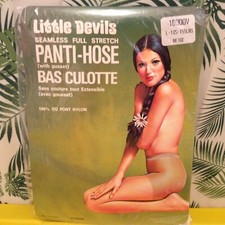 Little Devils
SEAMLESS FULL STRETCH
PANTI-HOSE
(with gusset)
BAS CULOTTE
Sans couture tout Extensible
(avec gousset)
100% DU PONT NYLON
BEIGE